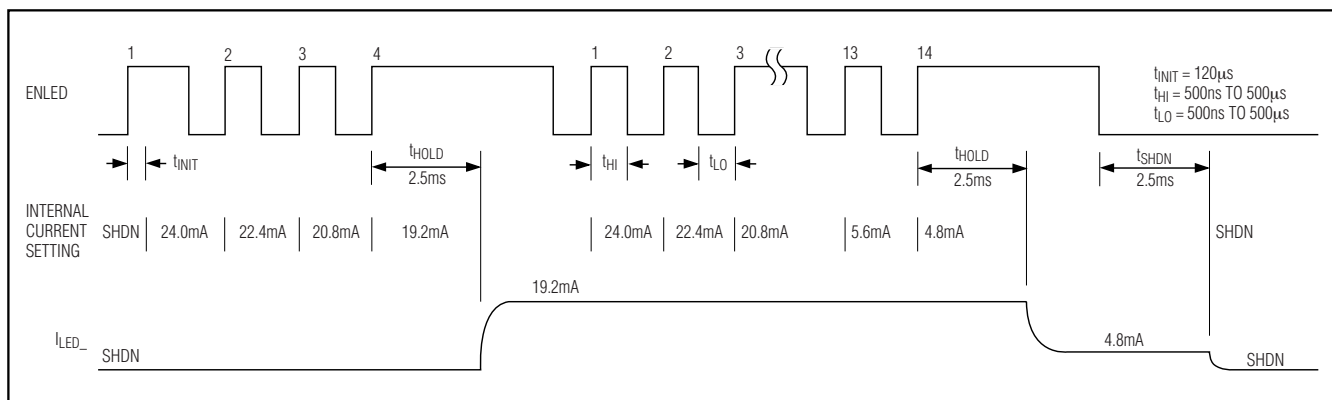 1 2 3 4 1 2 3 13 14
ENLED
tINIT = 120µs
tHI = 500ns TO 500µs
tLO = 500ns TO 500µs
tINIT
tHOLD
2.5ms
tHI
tLO
tHOLD
2.5ms
tSHDN
2.5ms
INTERNAL
CURRENT
SETTING
SHDN 24.0mA 22.4mA 20.8mA 19.2mA 24.0mA 22.4mA 20.8mA 5.6mA 4.8mA SHDN
19.2mA
4.8mA
ILED_
SHDN
SHDN